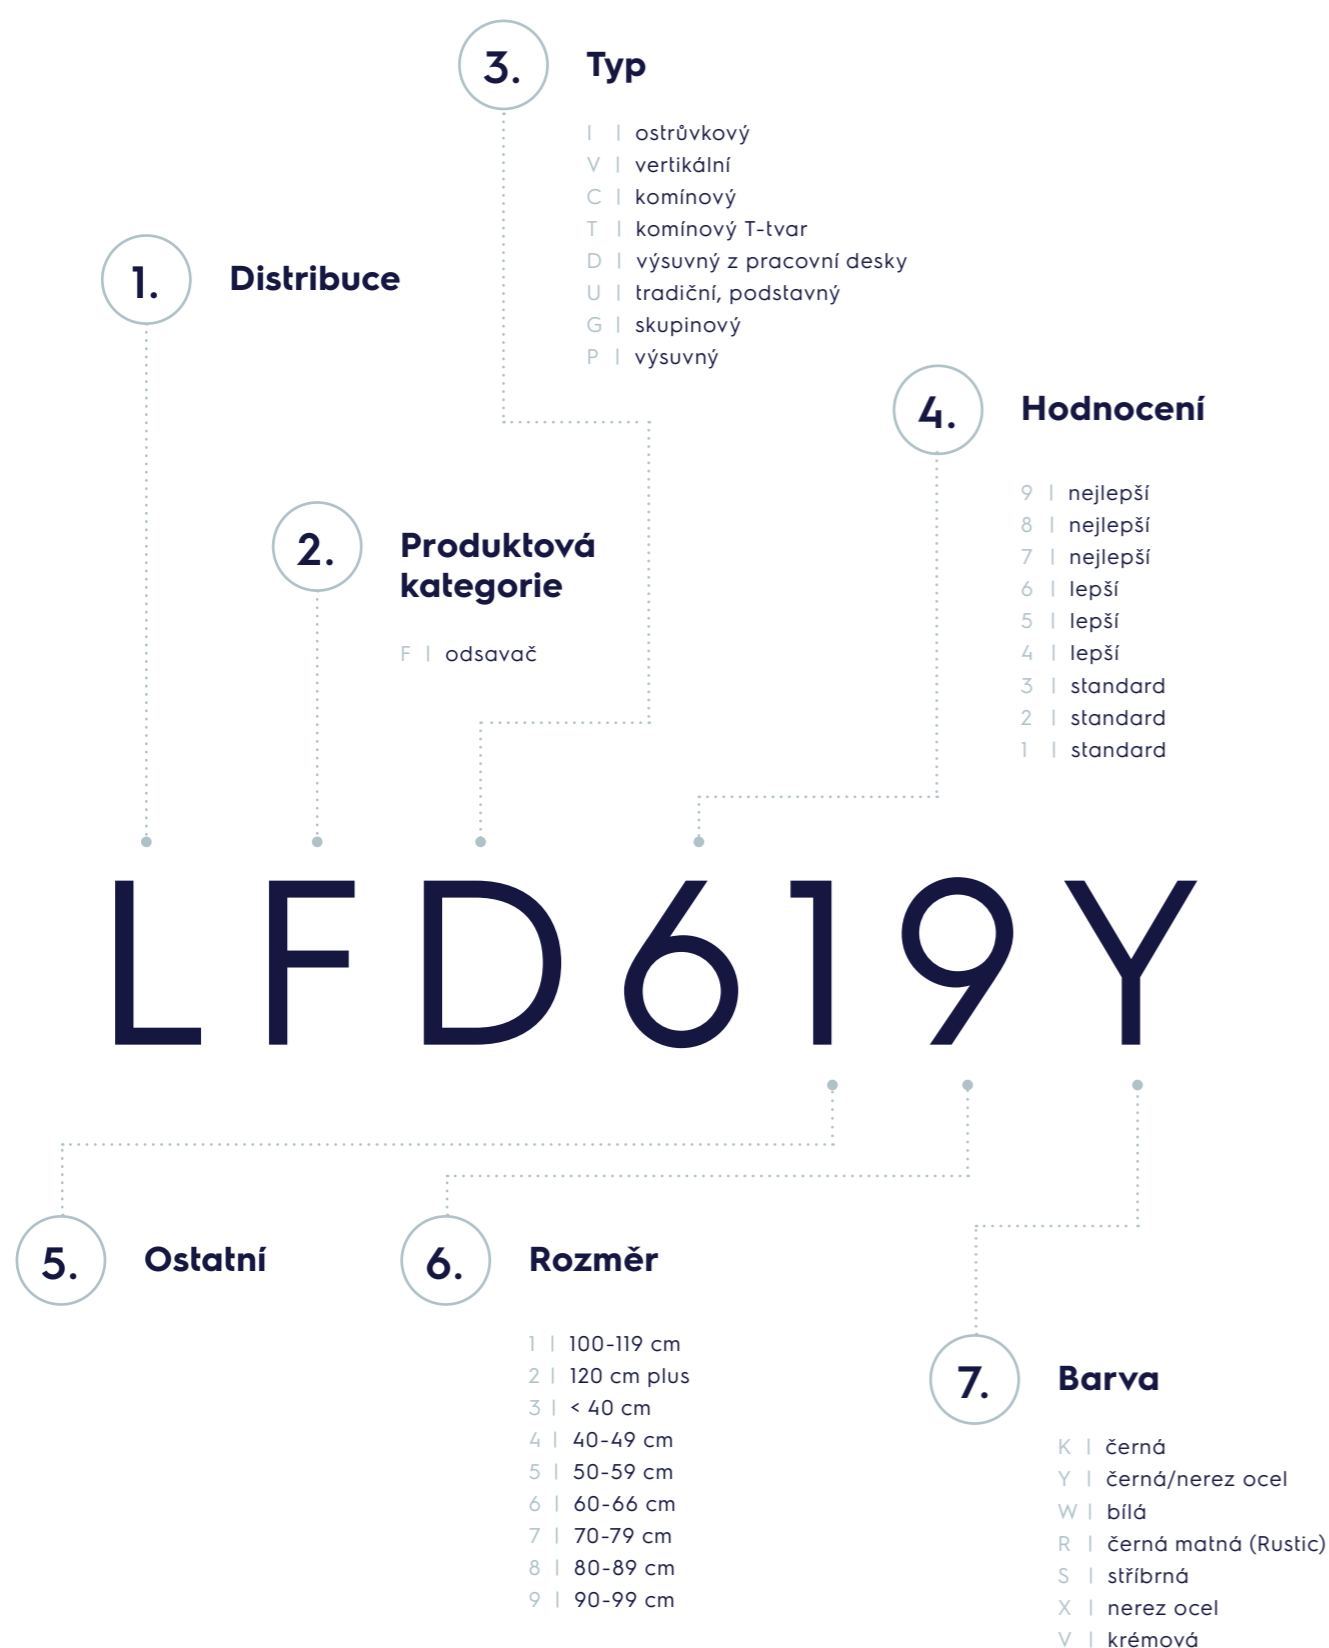 3. Typ
I | ostrůvkový
V | vertikální
C | komínový
T | komínový T-tvar
D | výsuvný z pracovní desky
U | tradiční, podstavný
G | skupinový
P | výsuvný
1. Distribuce
4. Hodnocení
9 | nejlepší
8 | nejlepší
7 | nejlepší
6 | lepší
5 | lepší
4 | lepší
3 | standard
2 | standard
1 | standard
2. Produktová
kategorie
F | odsavač
LFD619Y
5. Ostatní
6. Rozměr
1 | 100-119 cm
2 | 120 cm plus
3 | < 40 cm
4 | 40-49 cm
5 | 50-59 cm
6 | 60-66 cm
7 | 70-79 cm
8 | 80-89 cm
9 | 90-99 cm
7. Barva
K | černá
Y | černá/nerez ocel
W | bílá
R | černá matná (Rustic)
S | stříbrná
X | nerez ocel
V | krémová